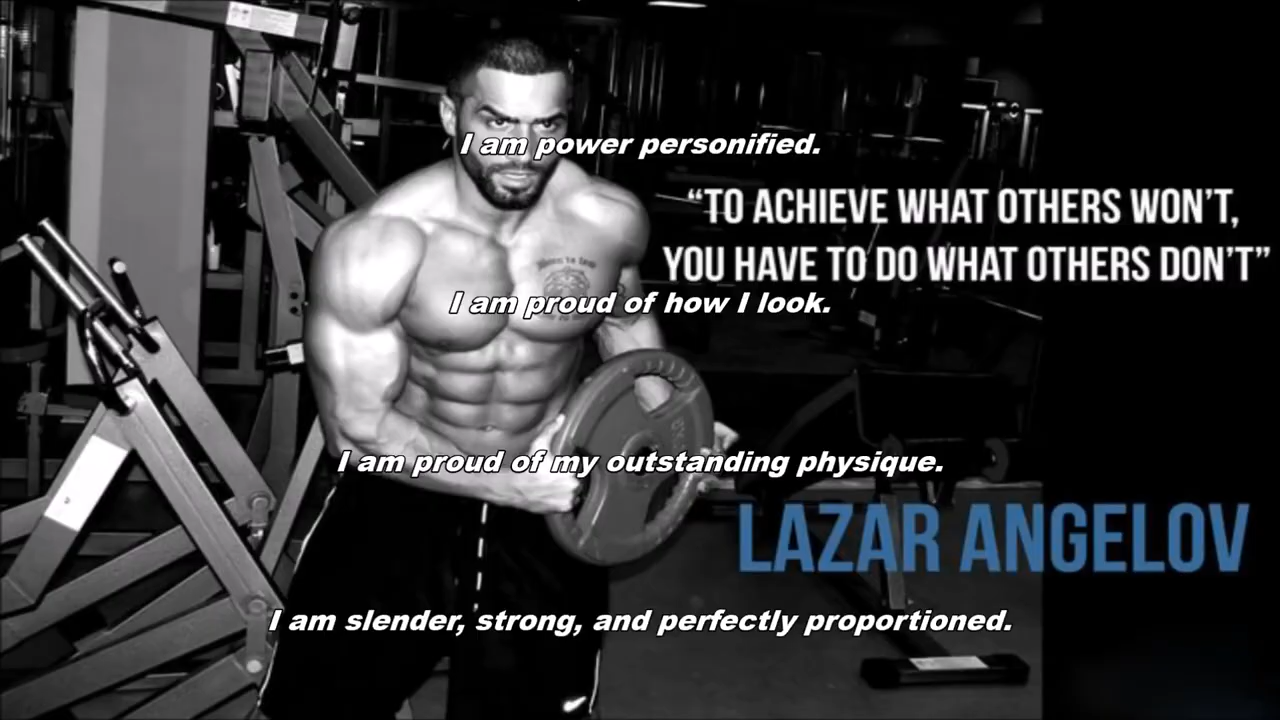 I am power personified.
“TO ACHIEVE WHAT OTHERS WON’T,
YOU HAVE TO DO WHAT OTHERS DON’T”
I am proud of how I look.
I am proud of my outstanding physique.
LAZAR ANGELOV
I am slender, strong, and perfectly proportioned.